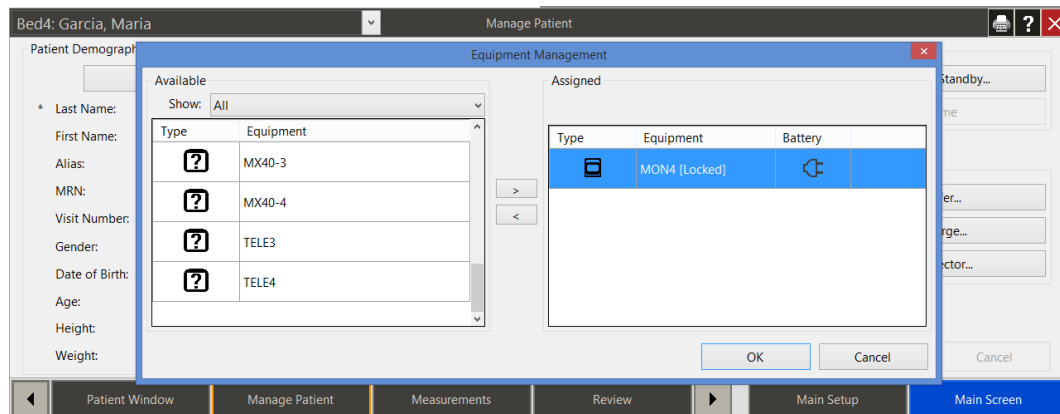 Bed4: Garcia, Maria
Manage Patient
?
Patient Demograph
* Last Name:
First Name:
Alias:
MRN:
Visit Number:
Gender:
Date of Birth:
Age:
Height:
Weight:
Equipment Management
Available
Show: All
Type Equipment
? MX40-3
? MX40-4
? TELE3
? TELE4
>
<
Assigned
Type Equipment Battery
MON4 [Locked]
OK Cancel
Standby...
me
fer...
rge...
ector...
Cancel
Patient Window Manage Patient Measurements Review Main Setup Main Screen